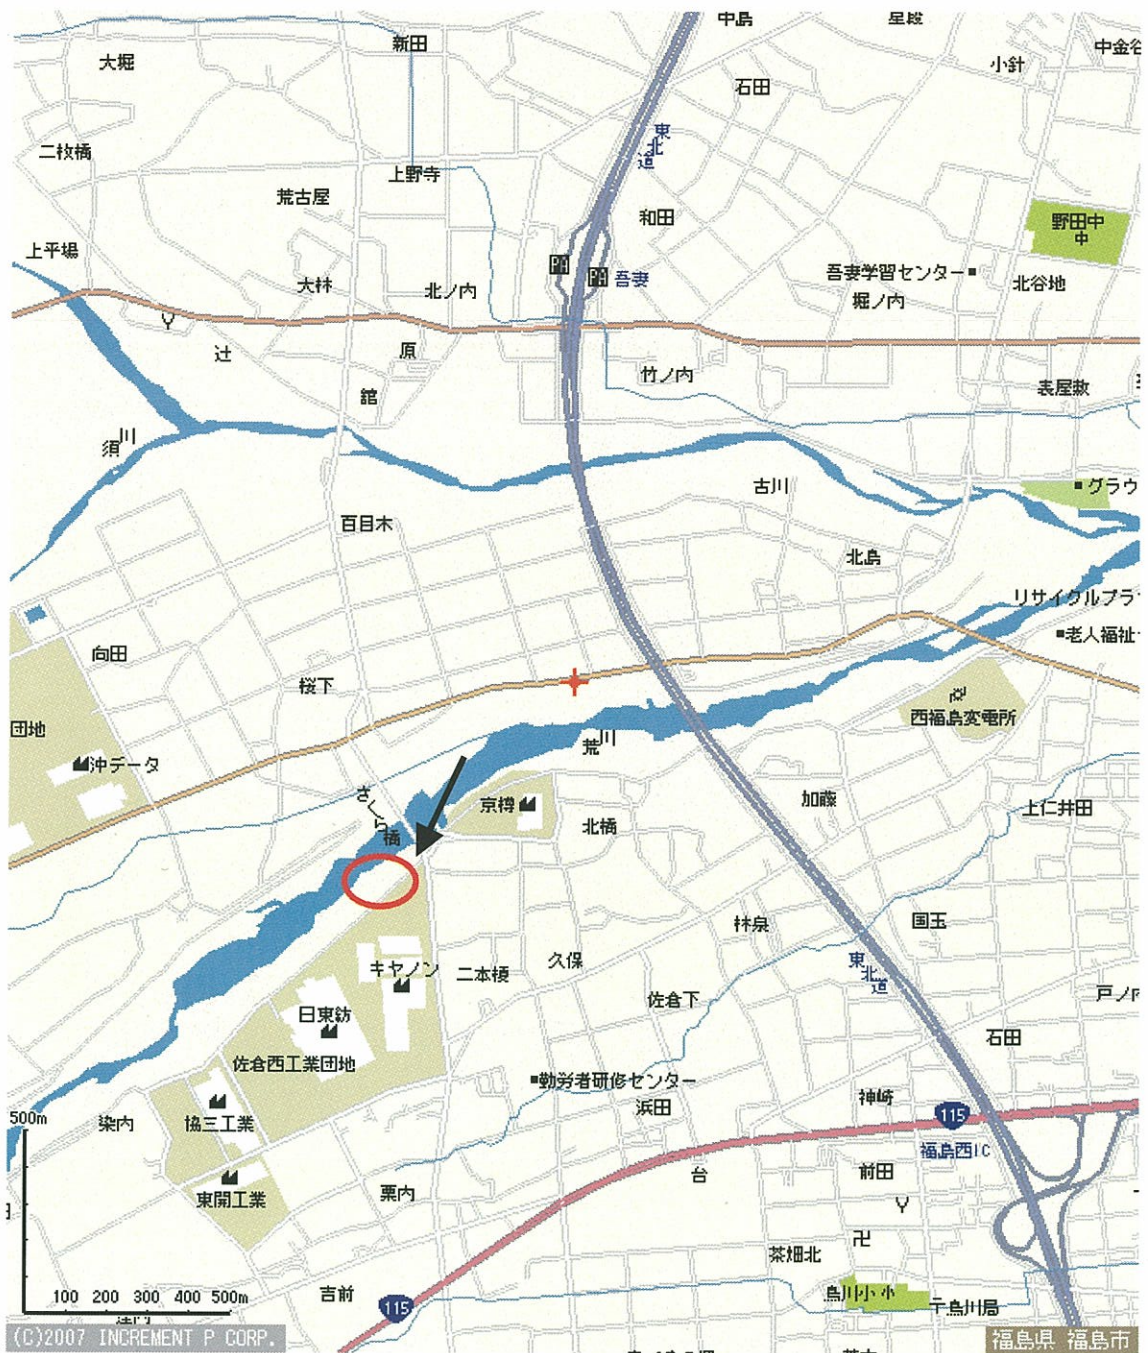 中島
星段
新田
中金谷
大堀
小針
石田
東北道
二枚橋
上野寺
荒古屋
和田
野田中
中
上平場
吾妻
吾妻学習センター
大林
北ノ内
北谷地
堀ノ内
辻
原
竹ノ内
館
表屋敷
須川
古川
グラウ
百目木
北島
リサイクルプラ
老人福祉
向田
桜下
団地
西福島変電所
荒川
沖データ
さくら橋
京樽
北橋
加藤
上仁井田
林泉
国玉
キヤノン
二本榎
久保
東北道
佐倉下
戸ノ内
日東紡
石田
佐倉西工業団地
勤労者研修センター
浜田
神崎
500m
染内
協三工業
115
福島西IC
台
前田
東開工業
栗内
茶畑北
吉前
鳥川小 小
〒鳥川局
100 200 300 400 500m
115
(C)2007 INCREMENT P CORP.
福島県 福島市